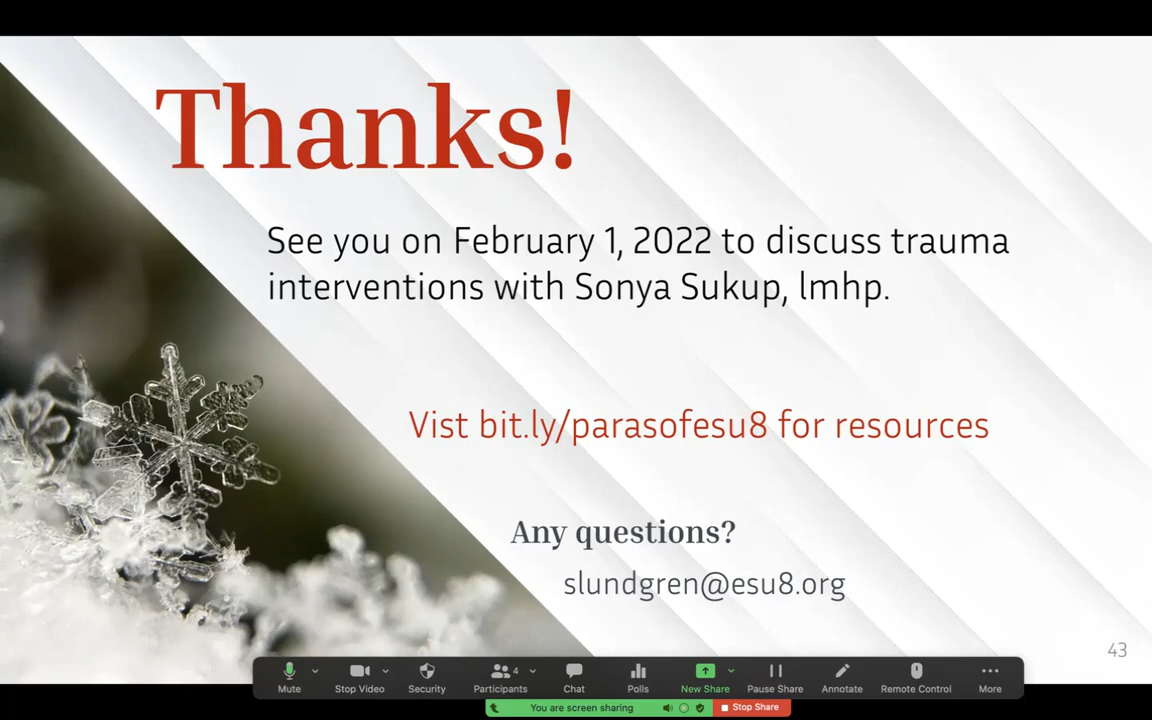 Thanks!
See you on February 1, 2022 to discuss trauma
interventions with Sonya Sukup, lmhp.
Vist bit.ly/parasofesu8 for resources
Any questions?
slundgren@esu8.org
43
Mute
Stop Video
Security
4
Participants
Chat
Polls
New Share
Pause Share
Annotate
Remote Control
More
You are screen sharing
Stop Share